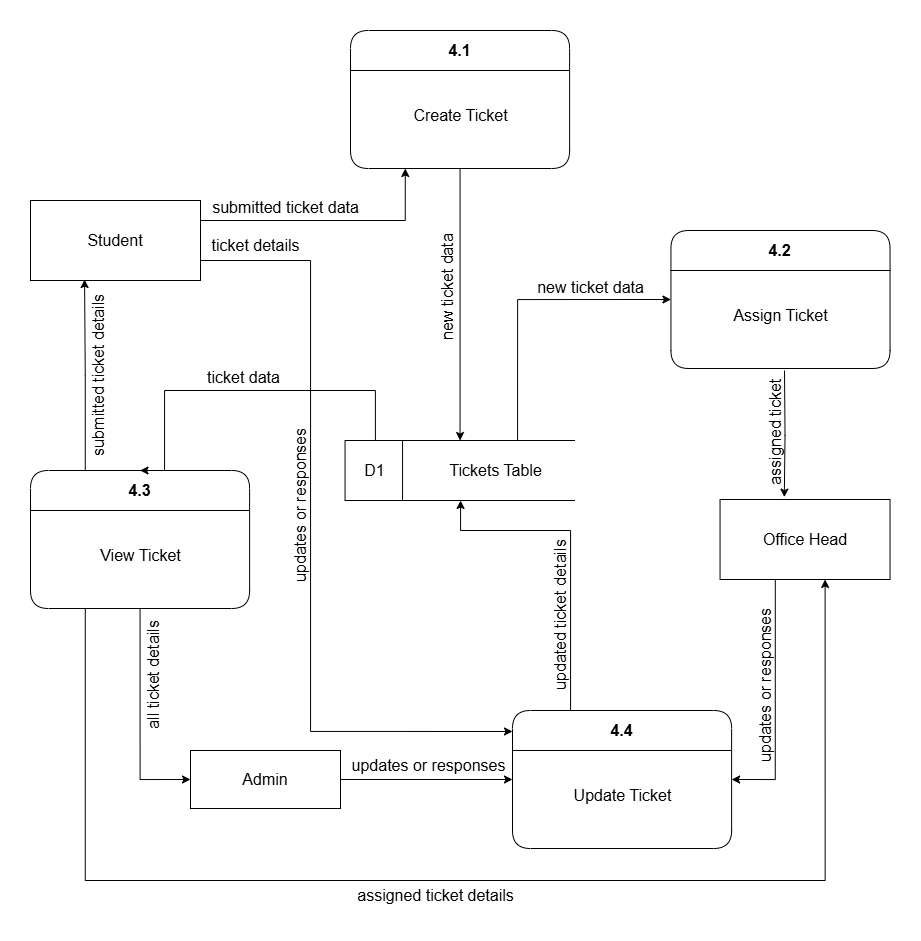 4.1
Create Ticket
submitted ticket data
Student
ticket details
new ticket data
4.2
Assign Ticket
new ticket data
submitted ticket details
ticket data
assigned ticket
D1
Tickets Table
4.3
View Ticket
updates or responses
Office Head
updated ticket details
updates or responses
all ticket details
4.4
Update Ticket
Admin
updates or responses
assigned ticket details